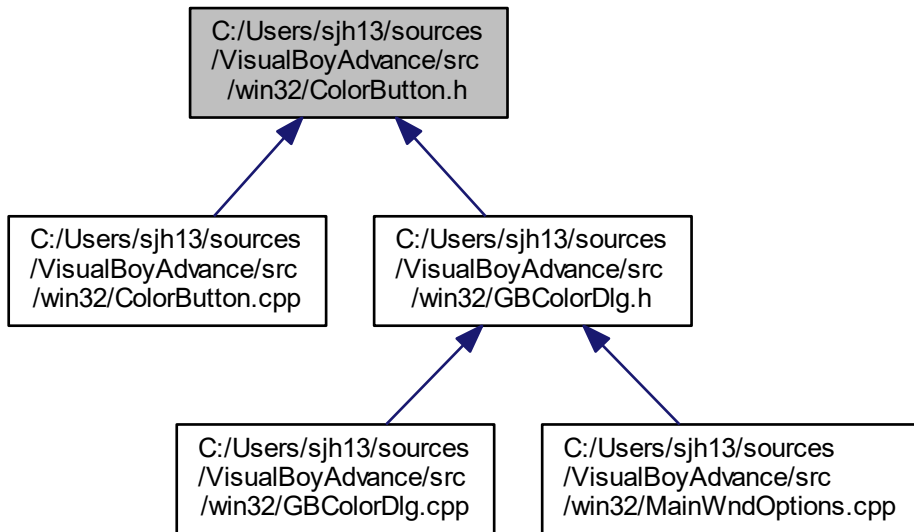 C:/Users/sjh13/sources
/VisualBoyAdvance/src
/win32/ColorButton.h
C:/Users/sjh13/sources
/VisualBoyAdvance/src
/win32/ColorButton.cpp
C:/Users/sjh13/sources
/VisualBoyAdvance/src
/win32/GBColorDlg.h
C:/Users/sjh13/sources
/VisualBoyAdvance/src
/win32/GBColorDlg.cpp
C:/Users/sjh13/sources
/VisualBoyAdvance/src
/win32/MainWndOptions.cpp